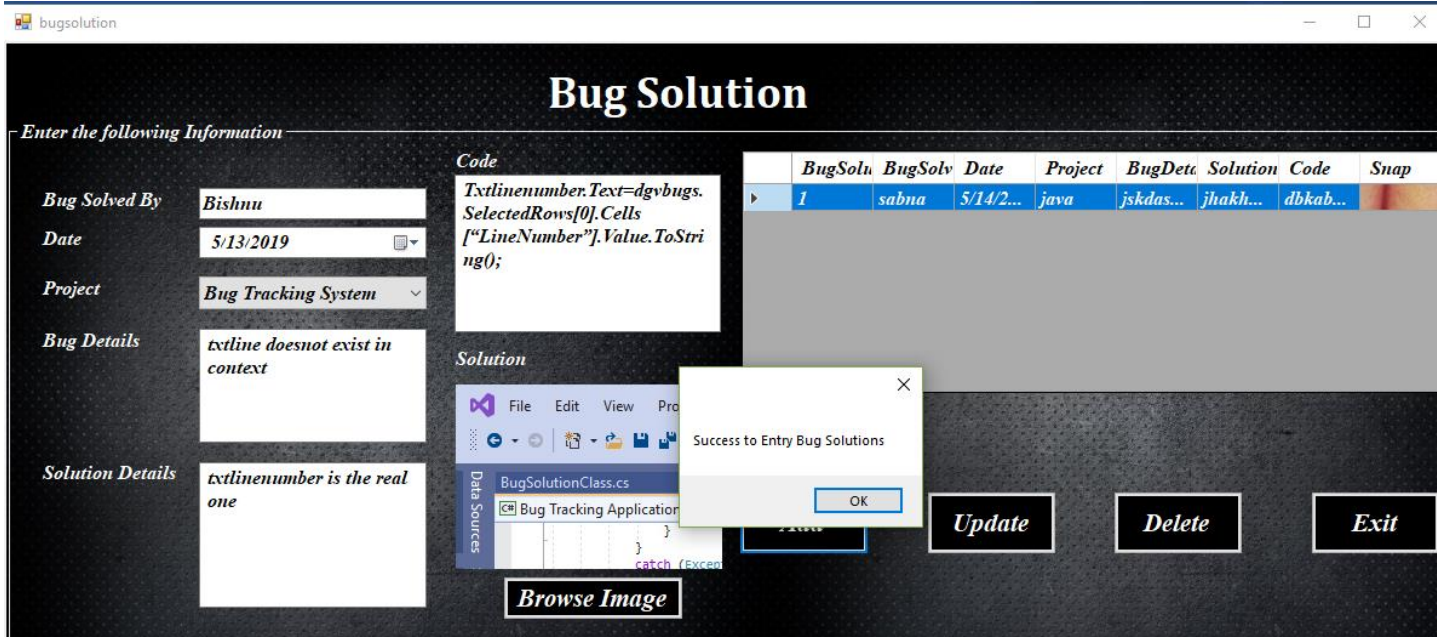 bugsolution
Bug Solution
Enter the following Information
Bug Solved By
Bishnu
Date
5/13/2019
Project
Bug Tracking System
Bug Details
txtline doesnot exist in
context
Solution Details
txtlinenumber is the real
one
Code
Txtlinenumber.Text=dgvbugs.
SelectedRows[0].Cells
[“LineNumber”].Value.ToStri
ng();
Solution
File Edit View Pro
Data Sources
BugSolutionClass.cs
C# Bug Tracking Application
}
}
catch (Excep
Browse Image
BugSolu BugSolv Date Project BugDeta Solution Code Snap
1 sabna 5/14/2... java jskdas... jhakh... dbkab...
Success to Entry Bug Solutions
OK
Update
Delete
Exit